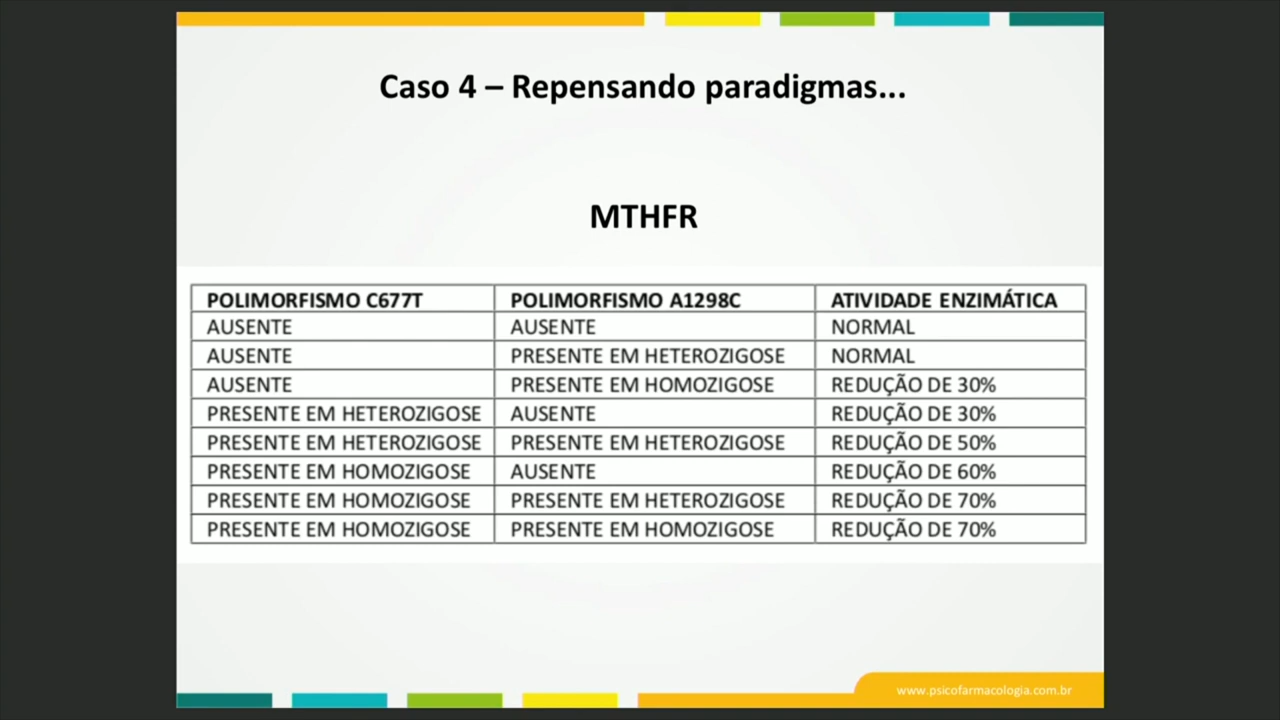 Caso 4 – Repensando paradigmas...
MTHFR
POLIMORFISMO C677T POLIMORFISMO A1298C ATIVIDADE ENZIMÁTICA
AUSENTE AUSENTE NORMAL
AUSENTE PRESENTE EM HETEROZIGOSE NORMAL
AUSENTE PRESENTE EM HOMOZIGOSE REDUÇÃO DE 30%
PRESENTE EM HETEROZIGOSE AUSENTE REDUÇÃO DE 30%
PRESENTE EM HETEROZIGOSE PRESENTE EM HETEROZIGOSE REDUÇÃO DE 50%
PRESENTE EM HOMOZIGOSE AUSENTE REDUÇÃO DE 60%
PRESENTE EM HOMOZIGOSE PRESENTE EM HETEROZIGOSE REDUÇÃO DE 70%
PRESENTE EM HOMOZIGOSE PRESENTE EM HOMOZIGOSE REDUÇÃO DE 70%
www.psicofarmacologia.com.br